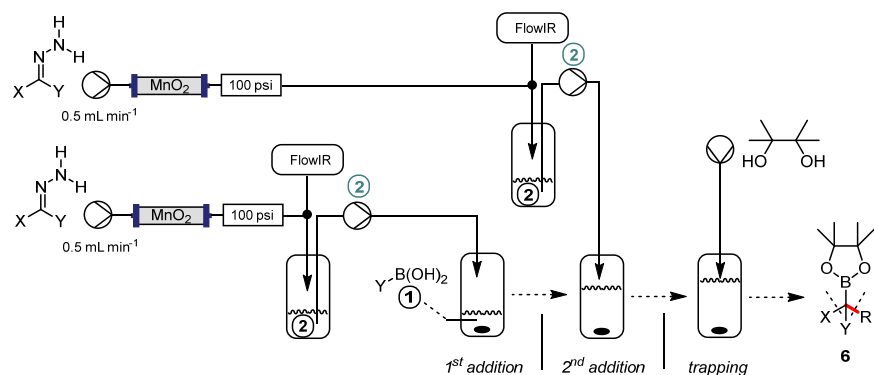 FlowIR
H
N
H
N
X
Y
MnO2
100 psi
2
0.5 mL min-1
2
HO
OH
H
N
H
N
X
Y
FlowIR
MnO2
100 psi
2
0.5 mL min-1
2
Y
B(OH)2
1
O
O
B
X
R
Y
6
1st addition
2nd addition
trapping